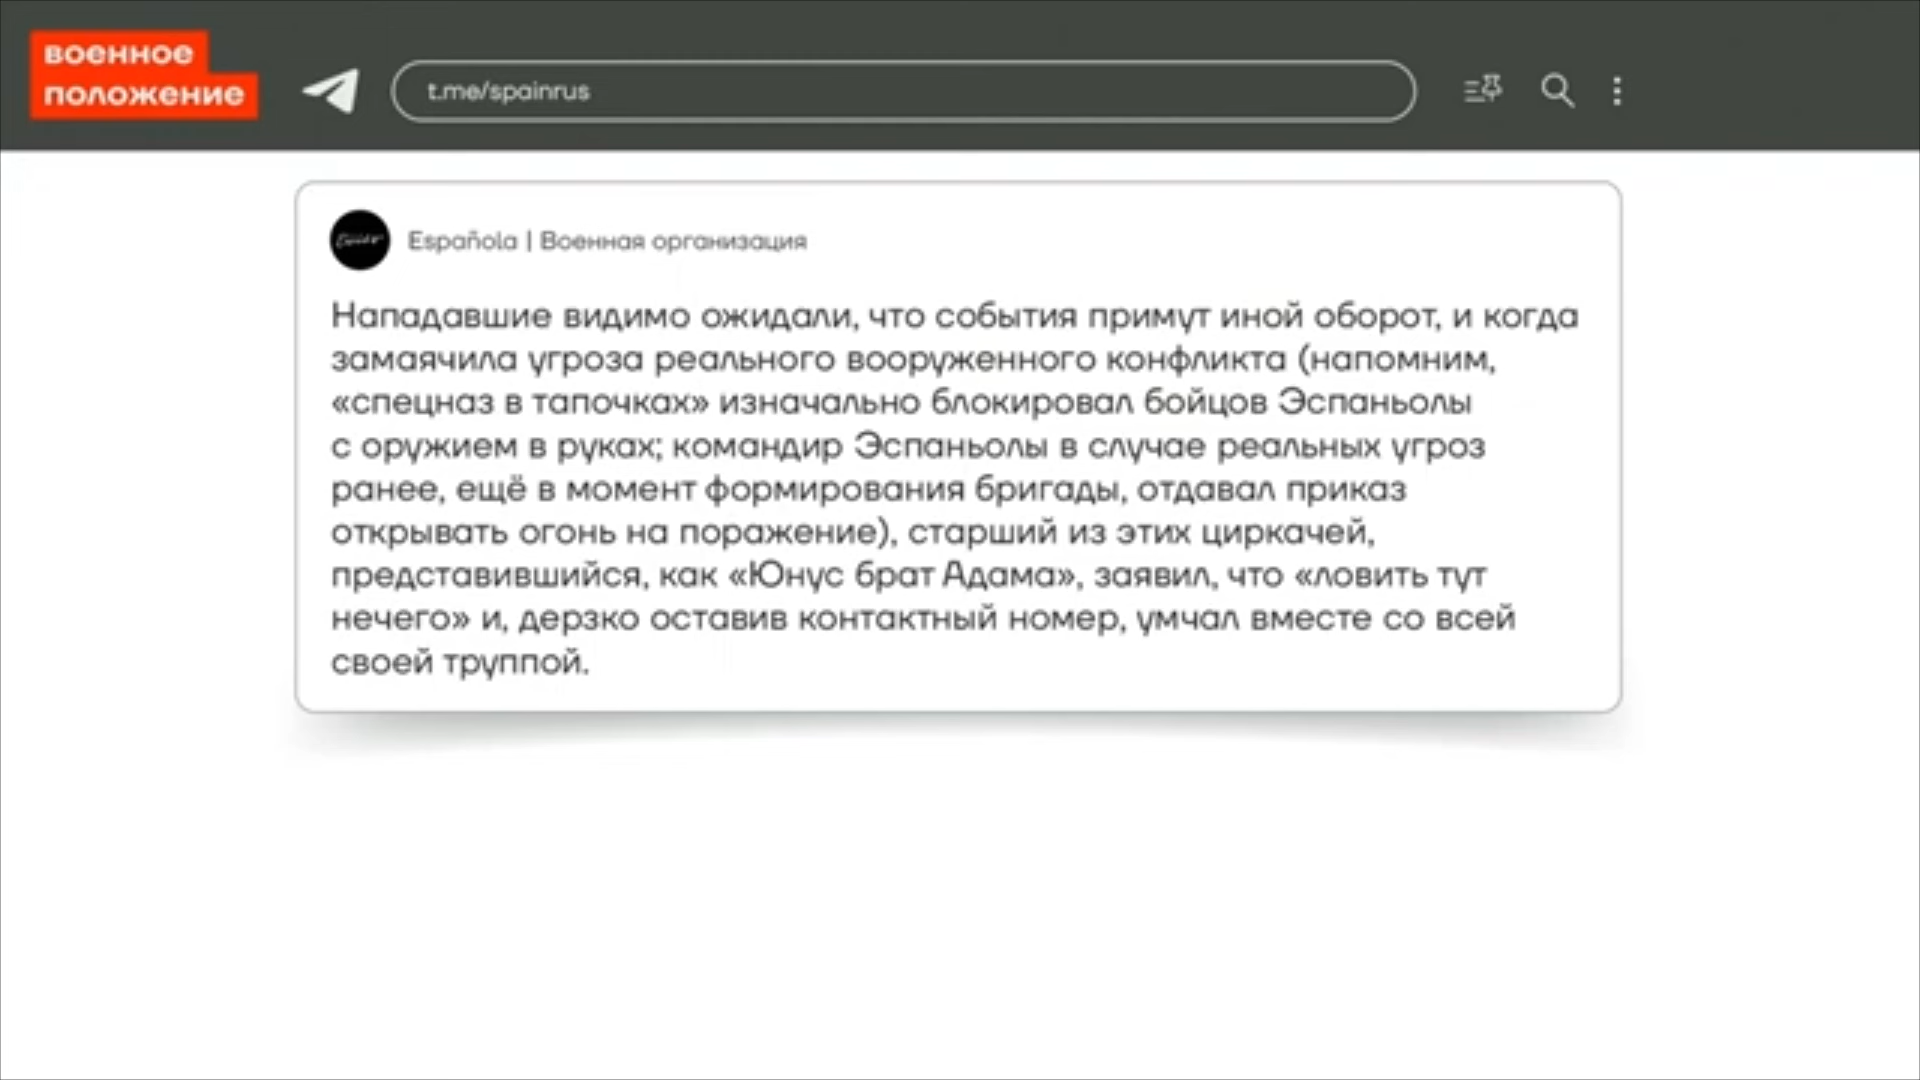 военное
положение
t.me/spainrus
Española | Военная организация
Нападавшие видимо ожидали, что события примут иной оборот, и когда
замаячила угроза реального вооруженного конфликта (напомним,
«спецназ в тапочках» изначально блокировал бойцов Эспаньолы
с оружием в руках; командир Эспаньолы в случае реальных угроз
ранее, ещё в момент формирования бригады, отдавал приказ
открывать огонь на поражение), старший из этих циркачей,
представившийся, как «Юнус брат Адама», заявил, что «ловить тут
нечего» и, дерзко оставив контактный номер, умчал вместе со всей
своей труппой.